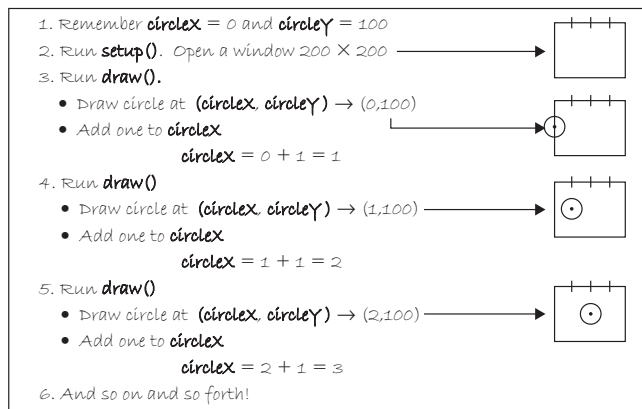 1. Remember circleX = 0 and circleY = 100
2. Run setup(). Open a window 200 × 200
3. Run draw().
• Draw circle at (circleX, circleY) → (0,100)
• Add one to circleX
circleX = 0 + 1 = 1
4. Run draw()
• Draw circle at (circleX, circleY) → (1,100)
• Add one to circleX
circleX = 1 + 1 = 2
5. Run draw()
• Draw circle at (circleX, circleY) → (2,100)
• Add one to circleX
circleX = 2 + 1 = 3
6. And so on and so forth!